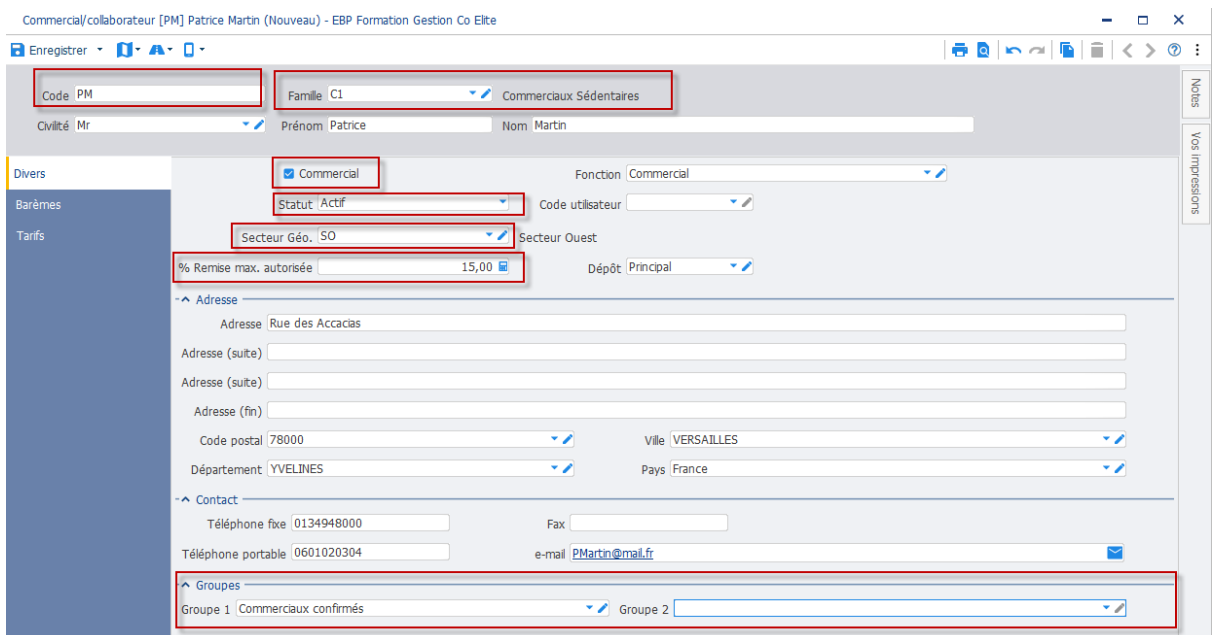 Commercial/collaborateur [PM] Patrice Martin (Nouveau) - EBP Formation Gestion Co Elite
Enregistrer
Code PM Famille C1 Commerciaux Sédentaires
Civilité Mr Prénom Patrice Nom Martin
Notes
Vos impressions
Divers
Barèmes
Tarifs
Commercial Fonction Commercial
Statut Actif Code utilisateur
Secteur Géo. SO Secteur Ouest
% Remise max. autorisée 15,00 Dépôt Principal
Adresse
Adresse Rue des Accacias
Adresse (suite)
Adresse (suite)
Adresse (fin)
Code postal 78000 Ville VERSAILLES
Département YVELINES Pays France
Contact
Téléphone fixe 0134948000 Fax
Téléphone portable 0601020304 e-mail PMartin@mail.fr
Groupes
Groupe 1 Commerciaux confirmés Groupe 2